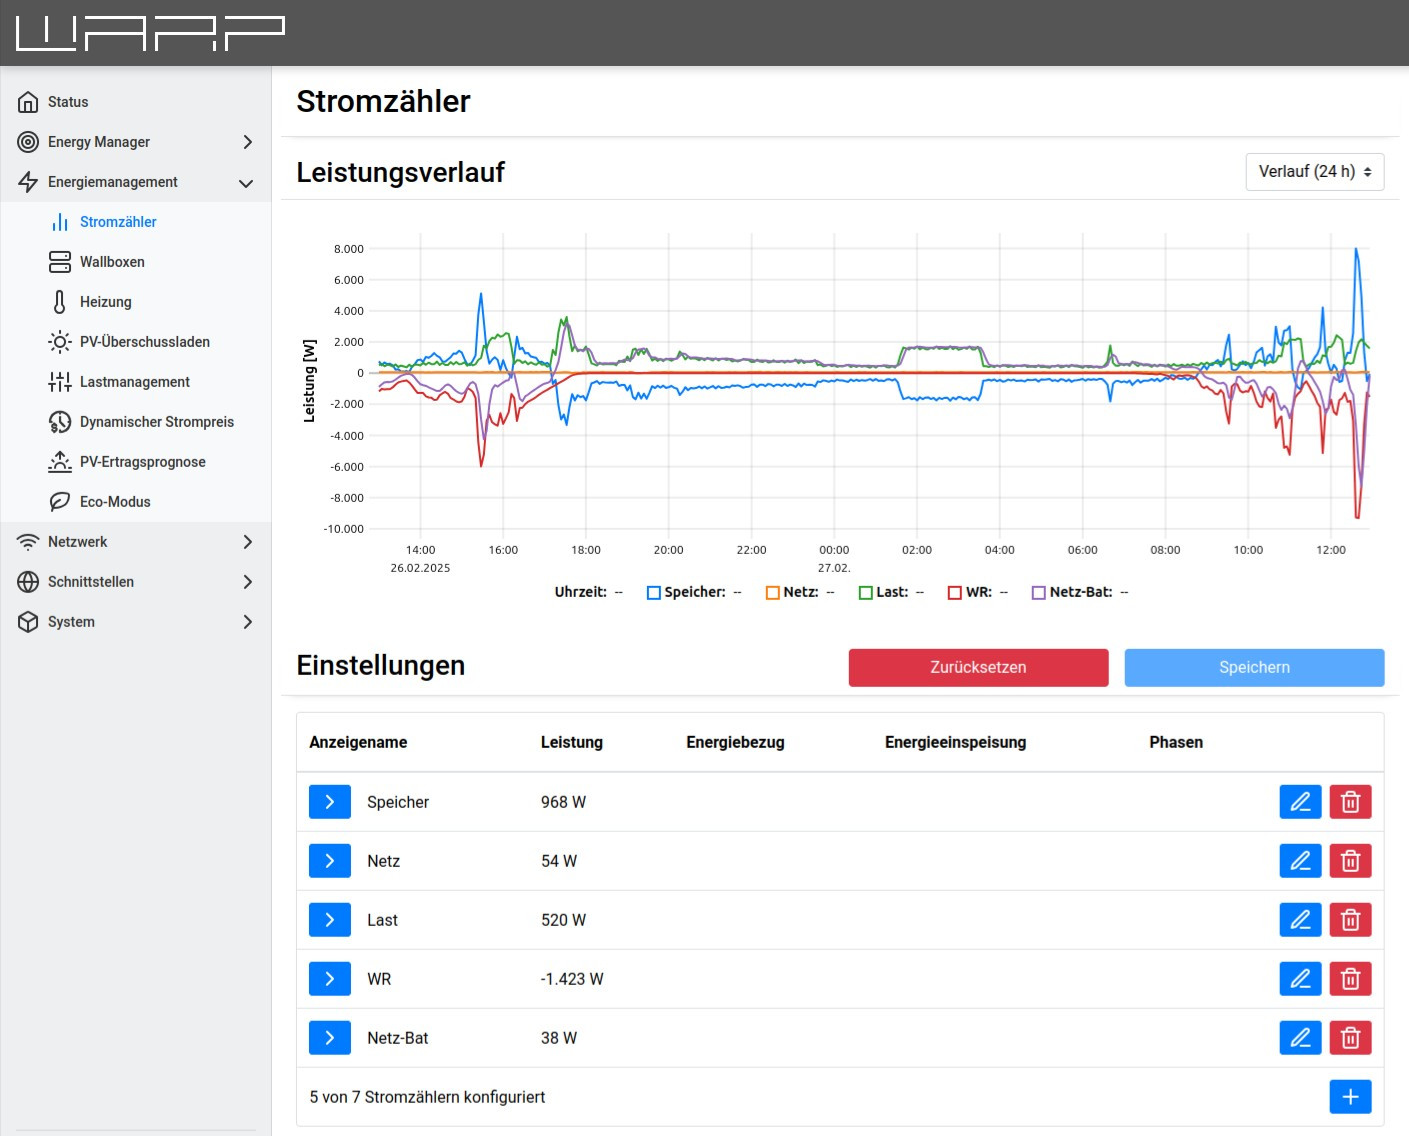 WARP
Status
Energy Manager
Energiemanagement
Stromzähler
Wallboxen
Heizung
PV-Überschussladen
Lastmanagement
Dynamischer Strompreis
PV-Ertragsprognose
Eco-Modus
Netzwerk
Schnittstellen
System
Stromzähler
Leistungsverlauf
Verlauf (24 h)
Leistung [W]
8.000
6.000
4.000
2.000
0
-2.000
-4.000
-6.000
-8.000
-10.000
14:00 16:00 18:00 20:00 22:00 00:00 02:00 04:00 06:00 08:00 10:00 12:00
26.02.2025 27.02.
Uhrzeit: -- Speicher: -- Netz: -- Last: -- WR: -- Netz-Bat: --
Einstellungen
Zurücksetzen
Speichern
Anzeigename Leistung Energiebezug Energieeinspeisung Phasen
Speicher 968 W
Netz 54 W
Last 520 W
WR -1.423 W
Netz-Bat 38 W
5 von 7 Stromzählern konfiguriert